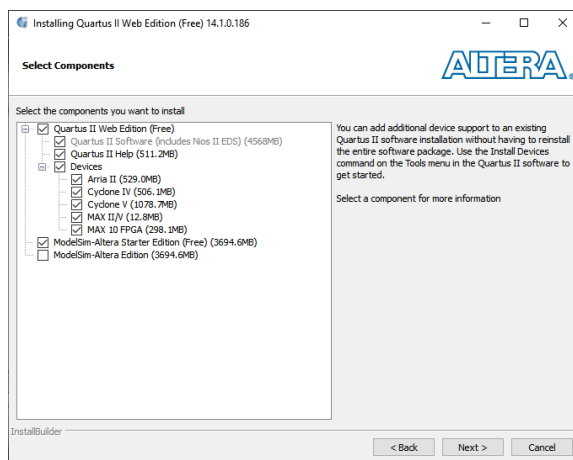 Installing Quartus II Web Edition (Free) 14.1.0.186
Select Components
ALTERA
Select the components you want to install
Quartus II Web Edition (Free)
Quartus II Software (includes Nios II EDS) (4568MB)
Quartus II Help (511.2MB)
Devices
Arria II (529.0MB)
Cyclone IV (506.1MB)
Cyclone V (1078.7MB)
MAX II/V (12.8MB)
MAX 10 FPGA (298.1MB)
ModelSim-Altera Starter Edition (Free) (3694.6MB)
ModelSim-Altera Edition (3694.6MB)
You can add additional device support to an existing
Quartus II software installation without having to reinstall
the entire software package. Use the Install Devices
command on the Tools menu in the Quartus II software to
get started.
Select a component for more information
InstallBuilder
< Back
Next >
Cancel